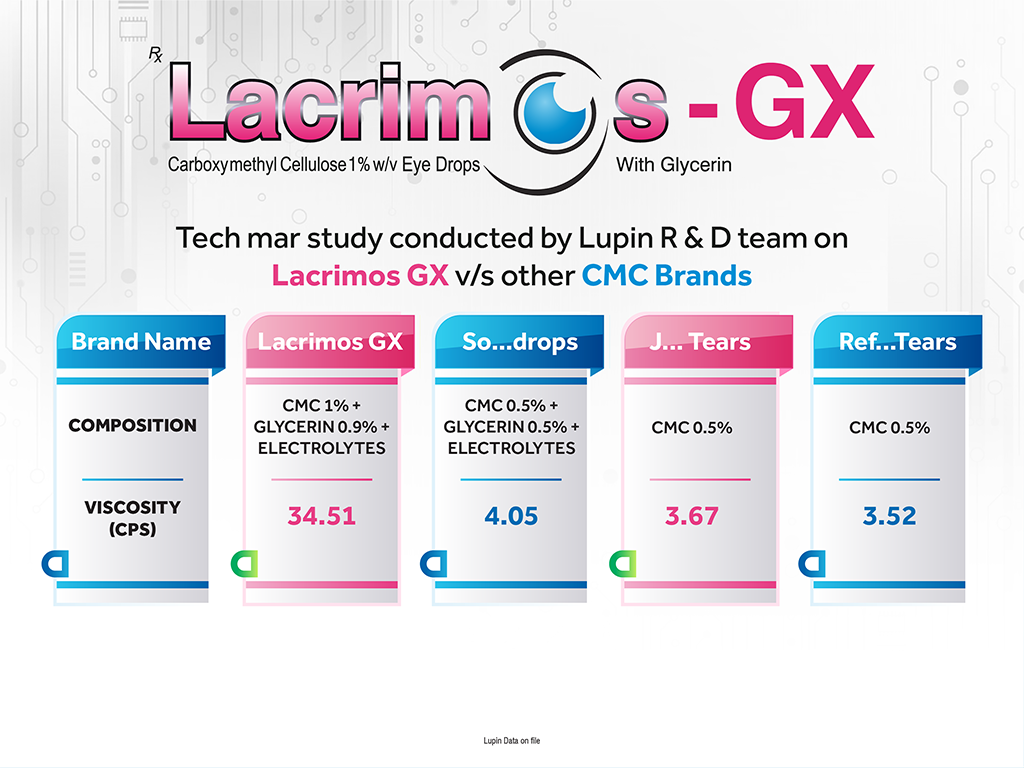 Rx
Lacrimos - GX
Carboxymethyl Cellulose 1% w/v Eye Drops
With Glycerin
Tech mar study conducted by Lupin R & D team on
Lacrimos GX v/s other CMC Brands
Brand Name
Lacrimos GX
So...drops
J... Tears
Ref...Tears
COMPOSITION
CMC 1% +
GLYCERIN 0.9% +
ELECTROLYTES
CMC 0.5% +
GLYCERIN 0.5% +
ELECTROLYTES
CMC 0.5%
CMC 0.5%
VISCOSITY
(CPS)
34.51
4.05
3.67
3.52
Lupin Data on file